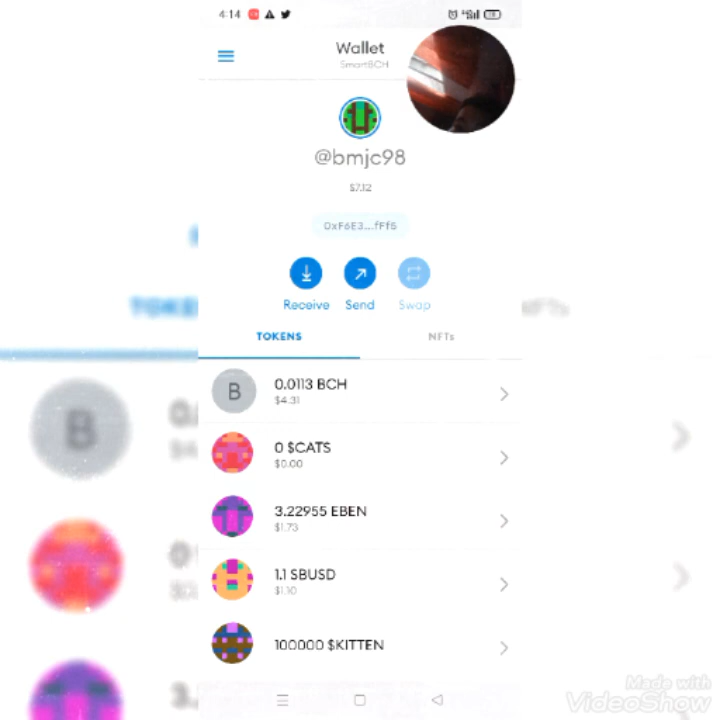 4:14
Wallet
SmartBCH
@bmjc98
$7.12
0xF6E3...fFf5
Receive Send Swap
TOKENS NFTs
B
0.0113 BCH
$4.31
0 $CATS
$0.00
3.22955 EBEN
$1.73
1.1 SBUSD
$1.10
100000 $KITTEN
Made with
VideoShow